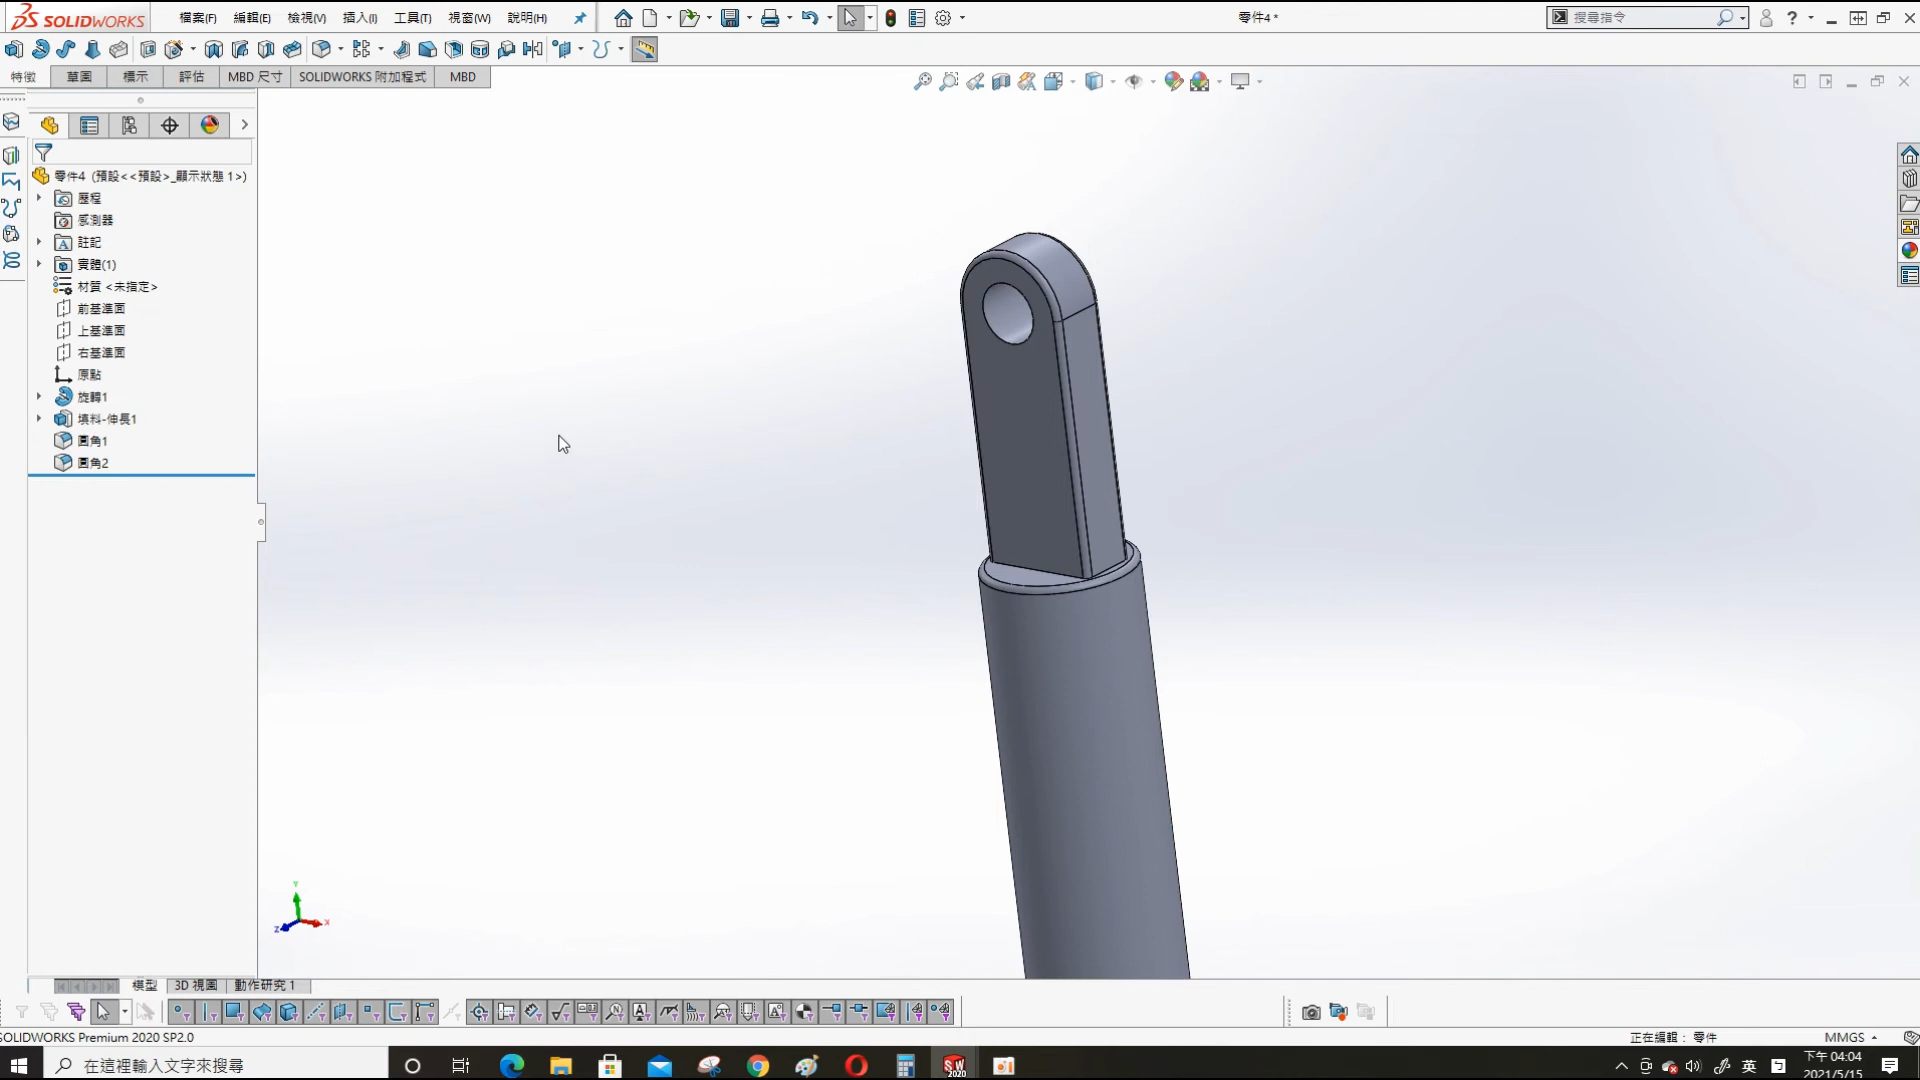 SOLIDWORKS 檔案(F) 編輯(E) 檢視(V) 插入(I) 工具(T) 視窗(W) 說明(H) 零件4 * 搜尋指令
特徵 草圖 標示 評估 MBD 尺寸 SOLIDWORKS 附加程式 MBD
零件4 (預設<<預設>_顯示狀態 1>)
歷程
感測器
註記
實體(1)
材質 <未指定>
前基準面
上基準面
右基準面
原點
旋轉1
填料-伸長1
圓角1
圓角2
Y
X
Z
模型 3D 視圖 動作研究 1
SOLIDWORKS Premium 2020 SP2.0 正在編輯： 零件 MMGS
在這裡輸入文字來搜尋 英 下午 04:04
2021/5/15